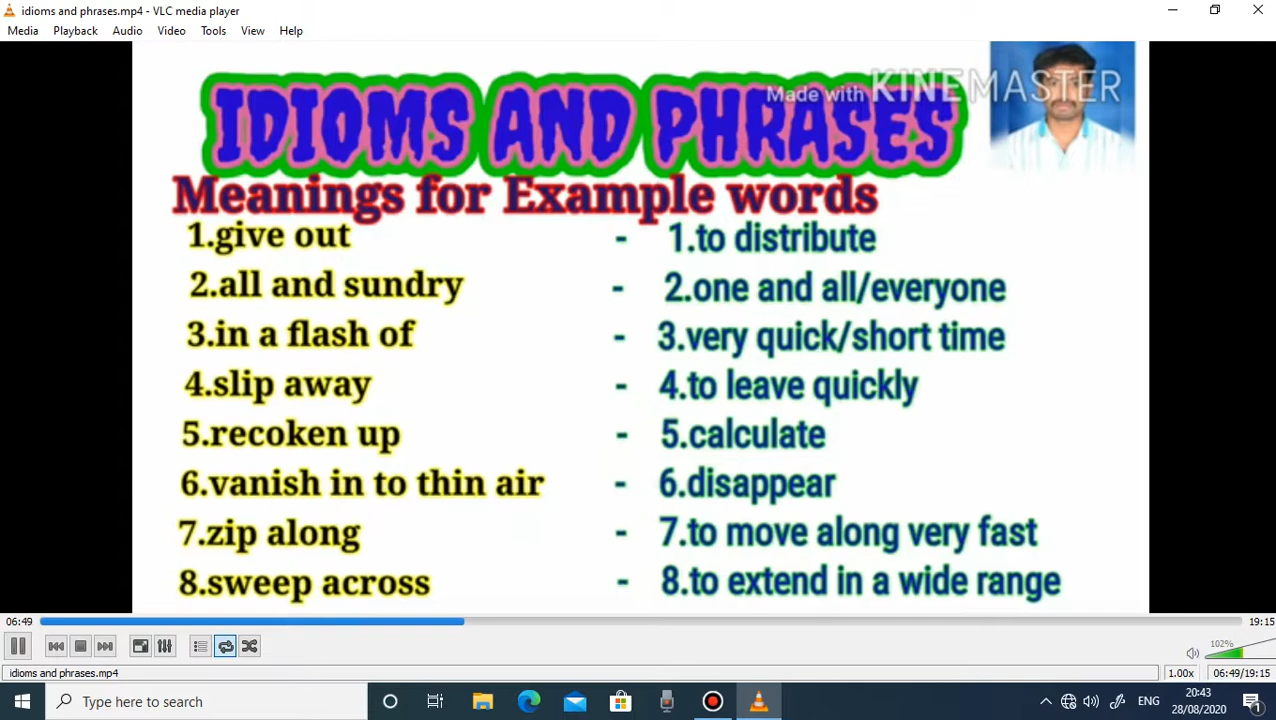 idioms and phrases.mp4 - VLC media player
Media Playback Audio Video Tools View Help
Made with KINEMASTER
IDIOMS AND PHRASES
Meanings for Example words
1.give out - 1.to distribute
2.all and sundry - 2.one and all/everyone
3.in a flash of - 3.very quick/short time
4.slip away - 4.to leave quickly
5.recoken up - 5.calculate
6.vanish in to thin air - 6.disappear
7.zip along - 7.to move along very fast
8.sweep across - 8.to extend in a wide range
06:49 19:15
102%
idioms and phrases.mp4 1.00x 06:49/19:15
Type here to search ENG 20:43
28/08/2020 1